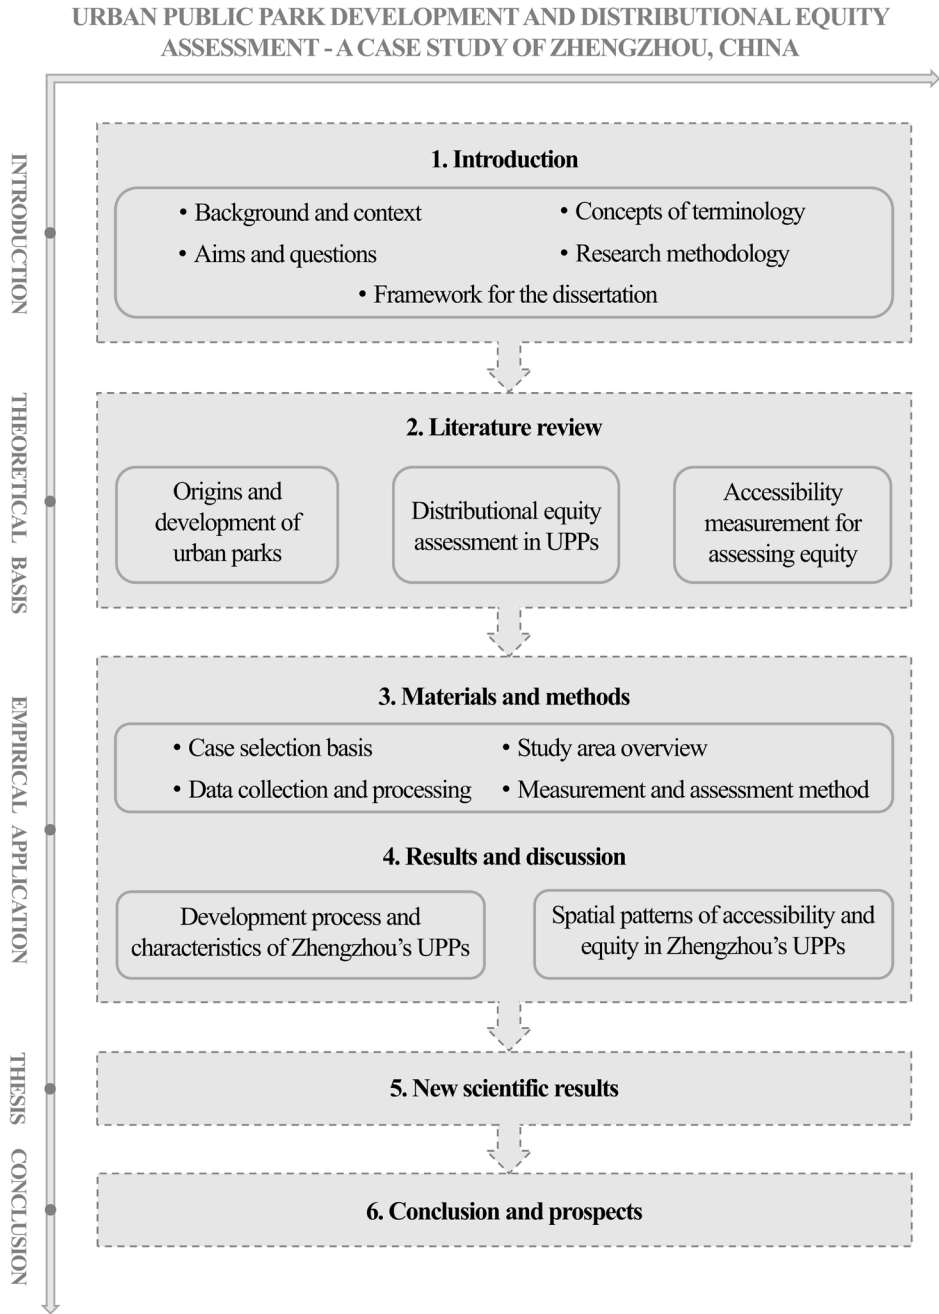 URBAN PUBLIC PARK DEVELOPMENT AND DISTRIBUTIONAL EQUITY
ASSESSMENT - A CASE STUDY OF ZHENGZHOU, CHINA
INTRODUCTION
1. Introduction
• Background and context
• Concepts of terminology
• Aims and questions
• Research methodology
• Framework for the dissertation
THEORETICAL BASIS
2. Literature review
Origins and
development of
urban parks
Distributional equity
assessment in UPPs
Accessibility
measurement for
assessing equity
EMPIRICAL APPLICATION
3. Materials and methods
• Case selection basis
• Study area overview
• Data collection and processing
• Measurement and assessment method
4. Results and discussion
Development process and
characteristics of Zhengzhou's UPPs
Spatial patterns of accessibility and
equity in Zhengzhou's UPPs
THESIS
5. New scientific results
CONCLUSION
6. Conclusion and prospects